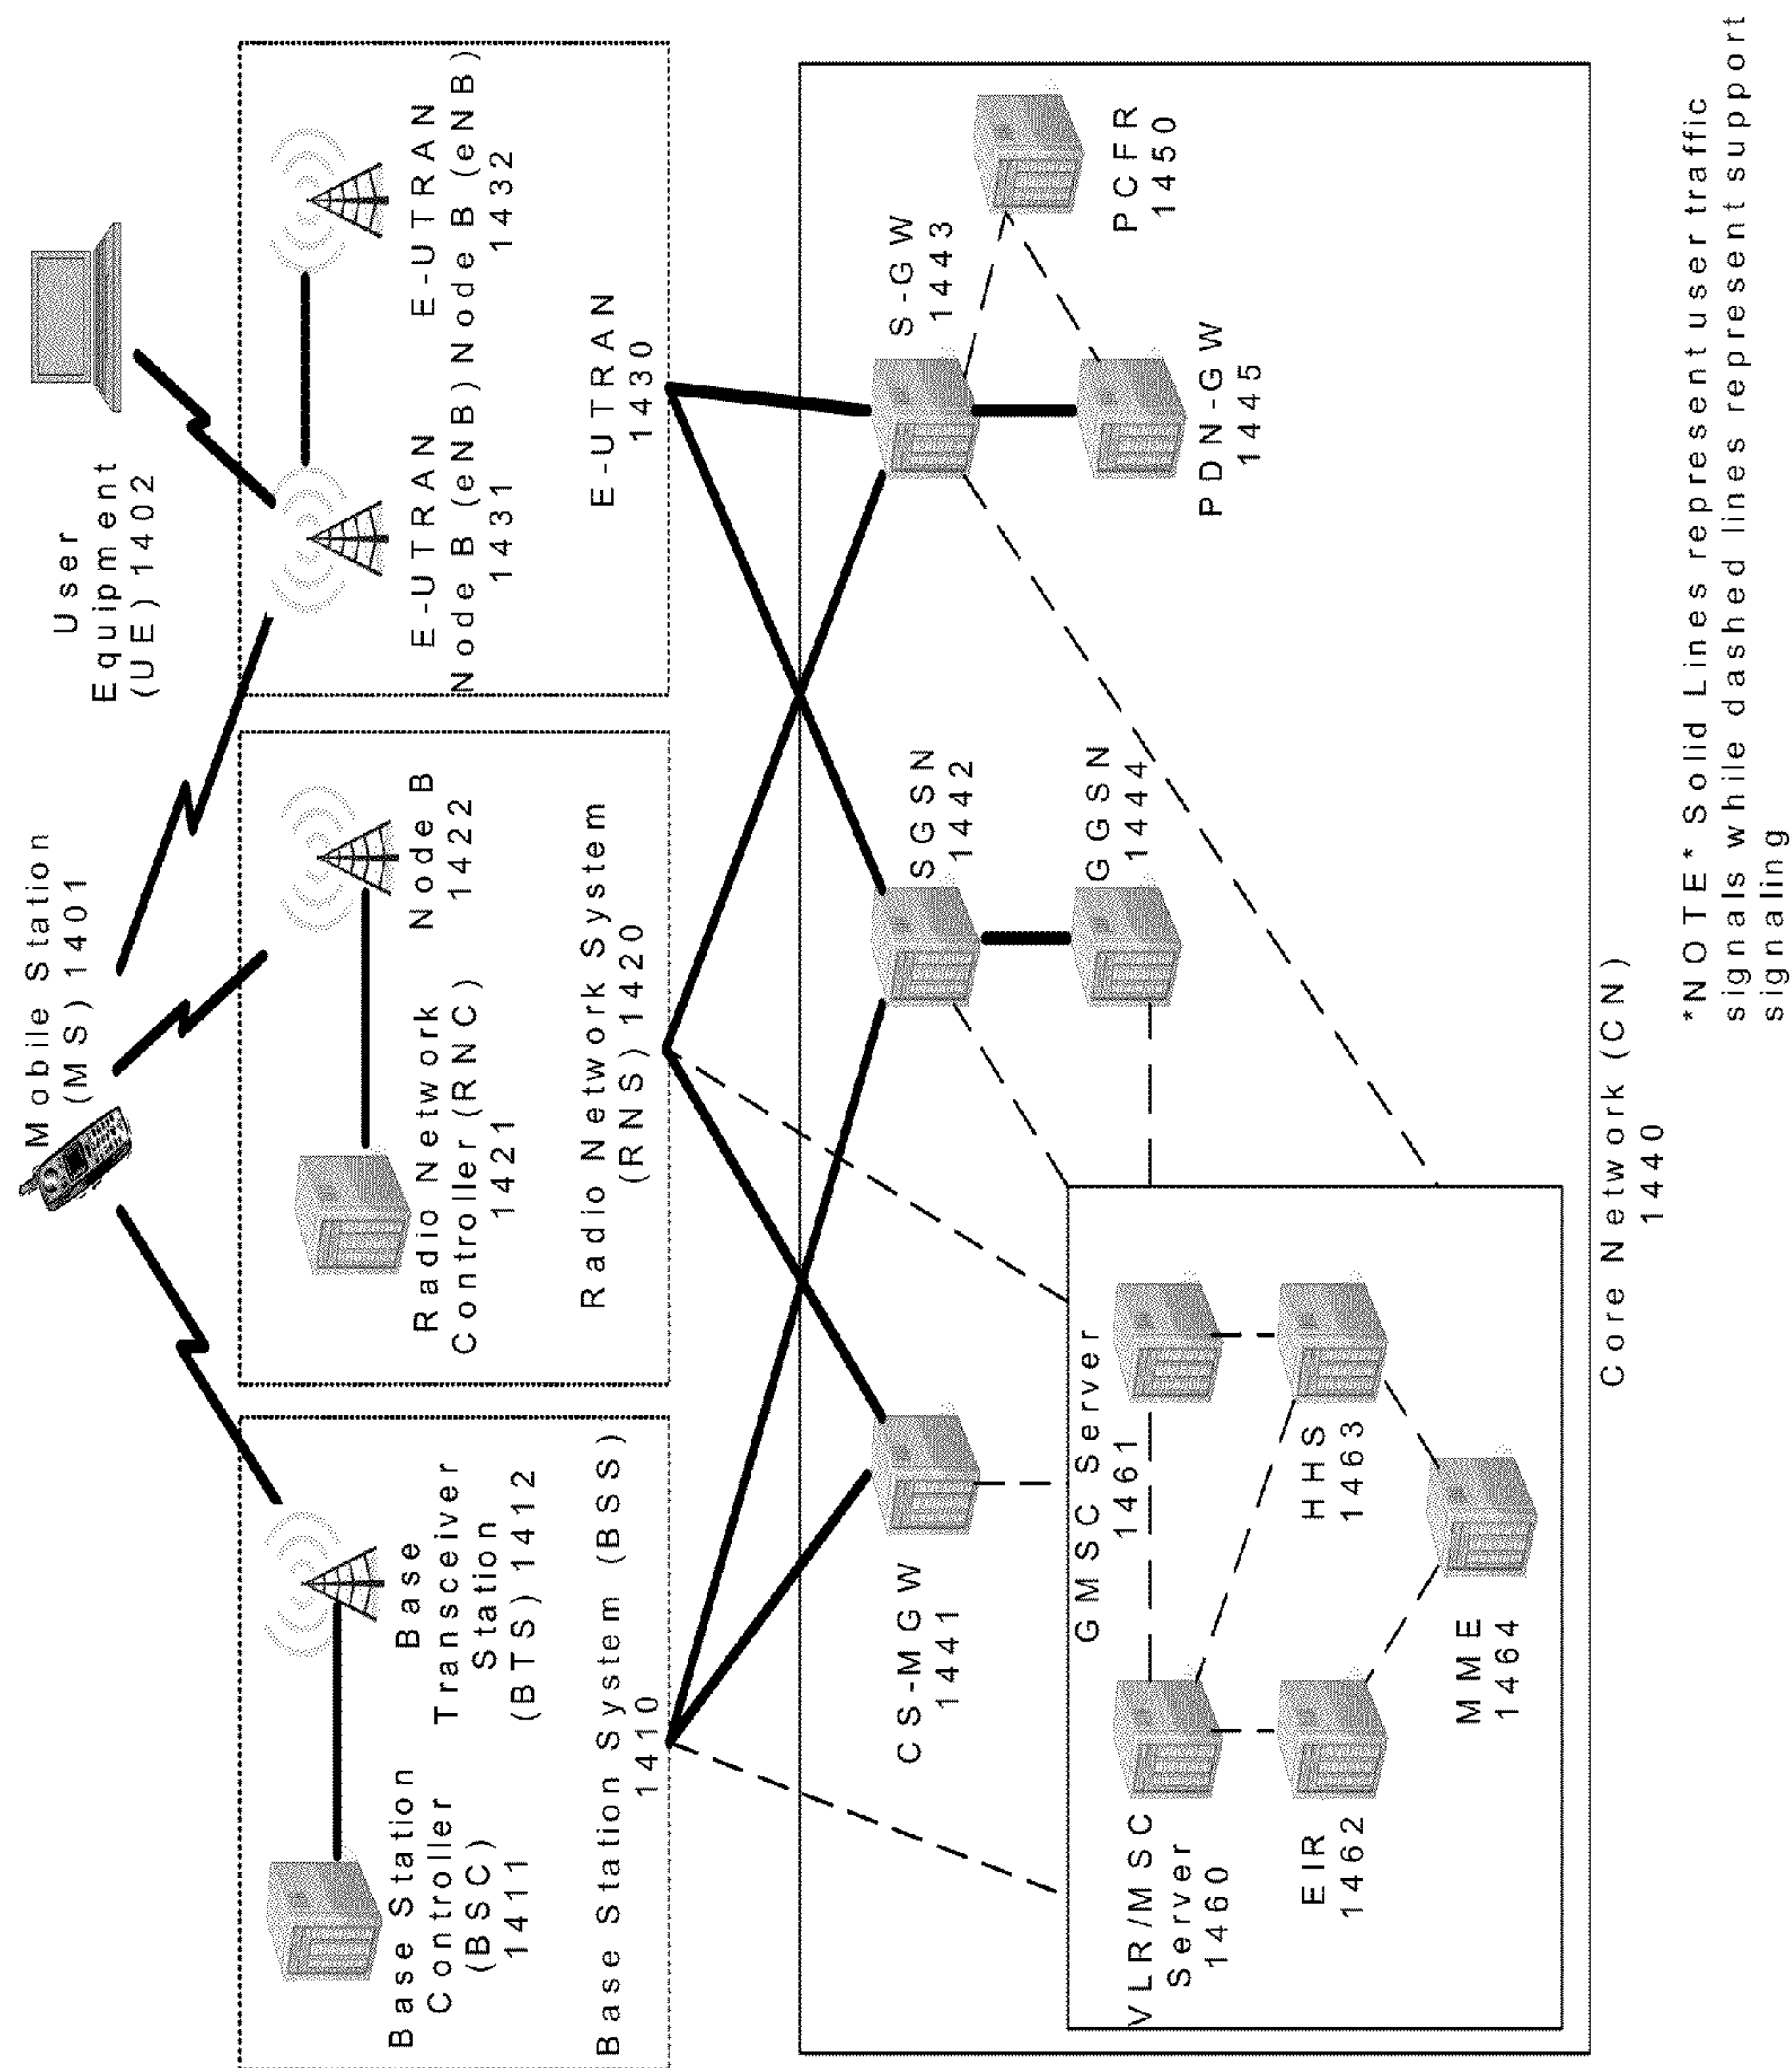 Mobile Station
(MS) 1401
User
Equipment
(UE) 1402
Base Station
Controller
(BSC)
1411
Base
Transceiver
Station
(BTS) 1412
Base Station System (BSS)
1410
Radio Network
Controller (RNC)
1421
Node B
1422
Radio Network System
(RNS) 1420
E-UTRAN
Node B (eNB)
1431
E-UTRAN
Node B (eNB)
1432
E-UTRAN
1430
CS-MGW
1441
SGSN
1442
GGSN
1444
S-GW
1443
PDN-GW
1445
PCFR
1450
VLR/MSC
Server
1460
GMSC Server
1461
EIR
1462
HHS
1463
MME
1464
Core Network (CN)
1440
*NOTE* Solid Lines represent user traffic
signals while dashed lines represent support
signaling